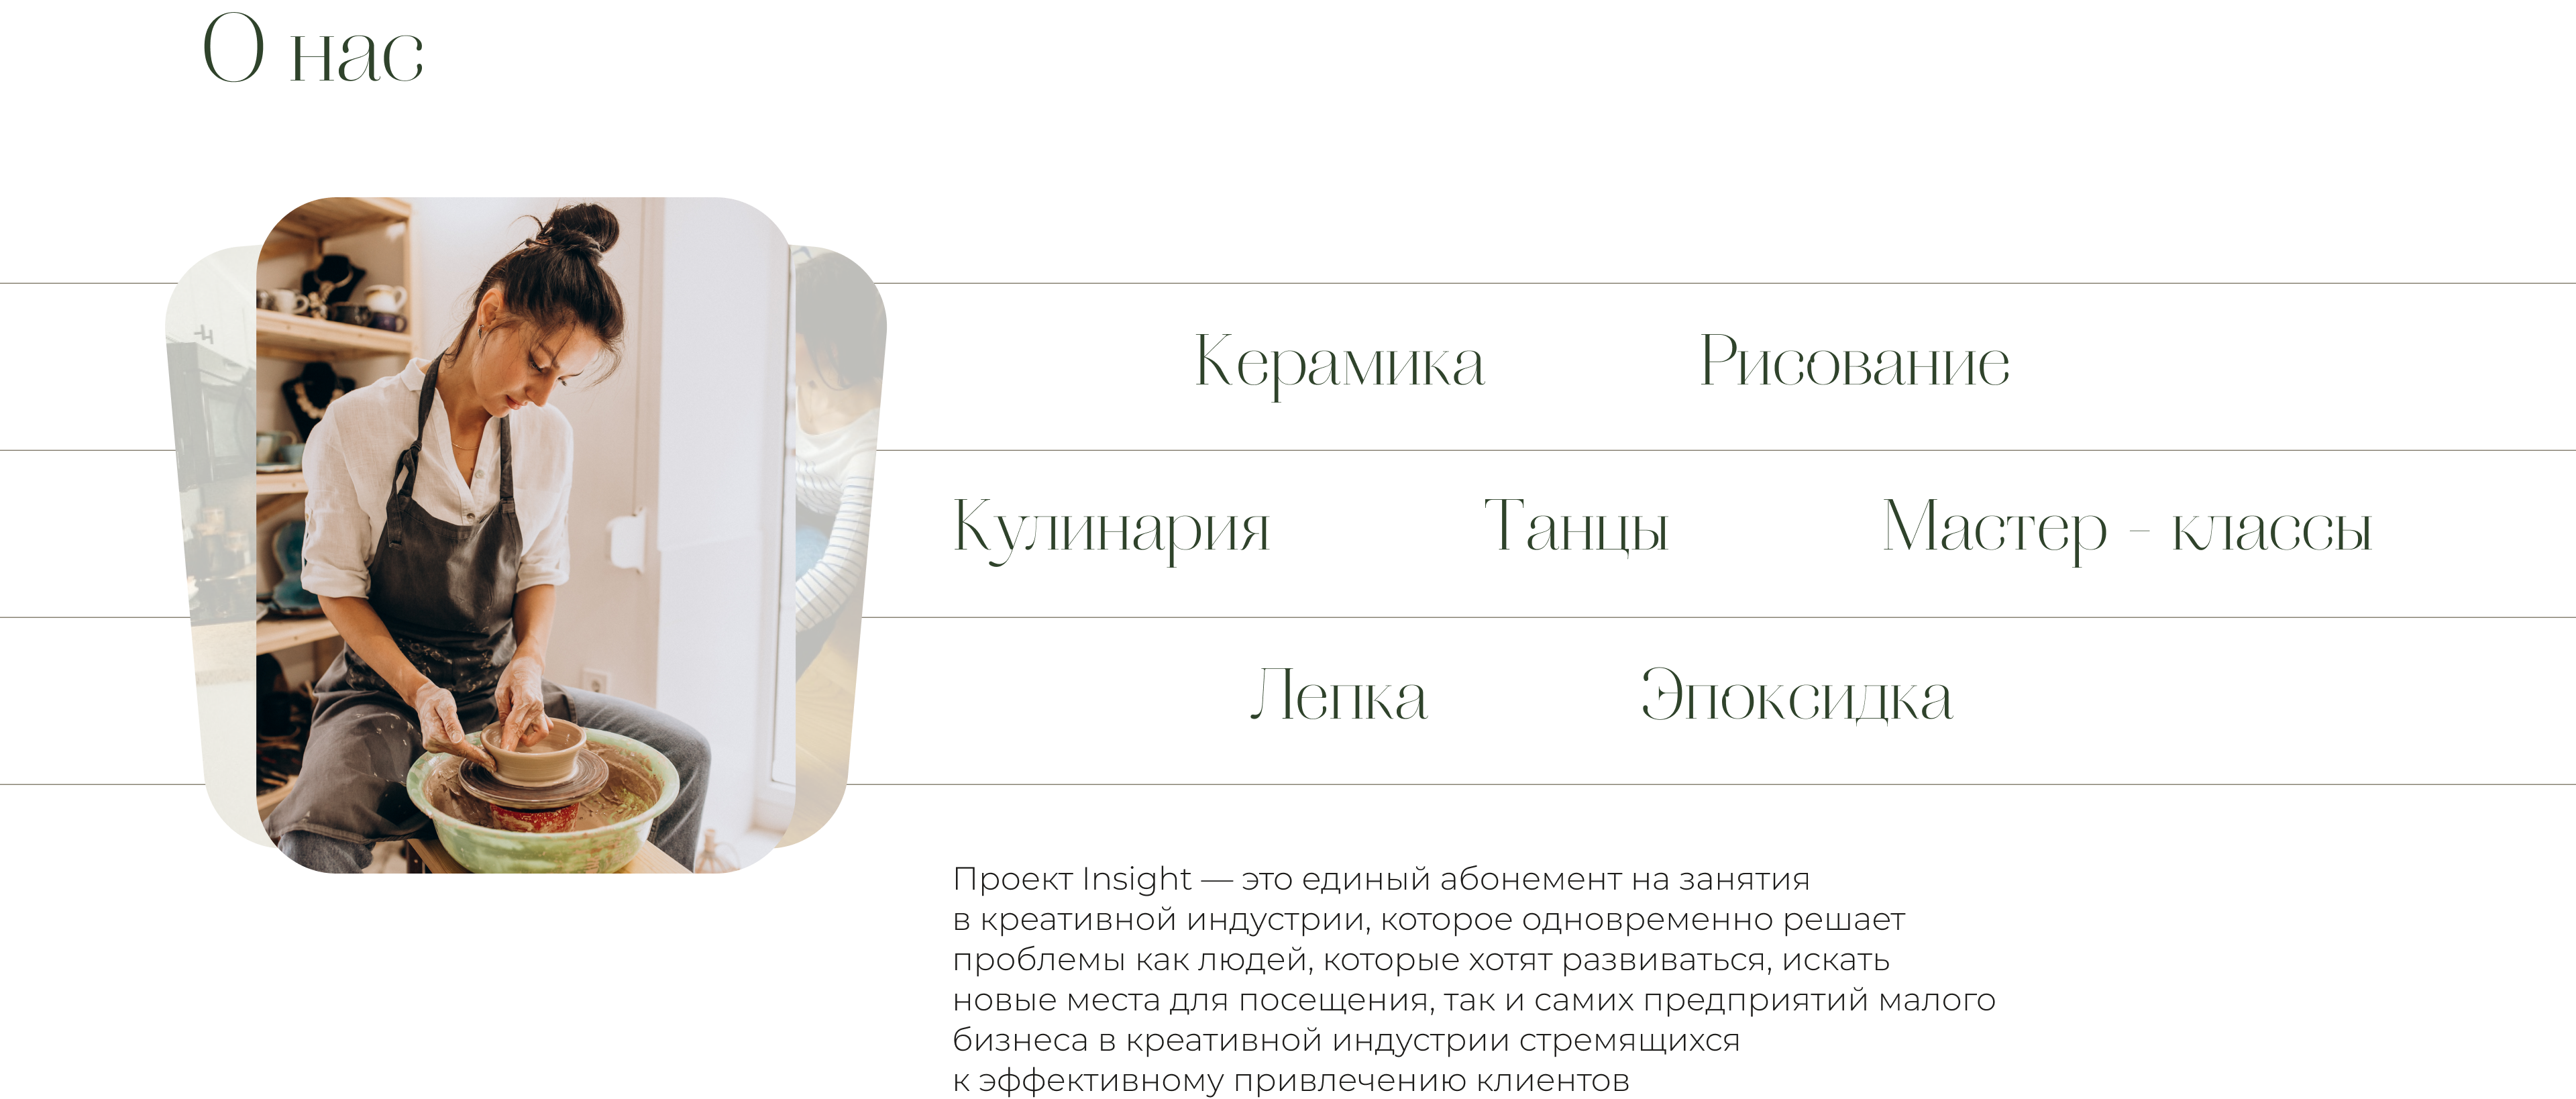 О нас
Керамика Рисование
Кулинария Танцы Мастер - классы
Лепка Эпоксидка
Проект Insight — это единый абонемент на занятия
в креативной индустрии, которое одновременно решает
проблемы как людей, которые хотят развиваться, искать
новые места для посещения, так и самих предприятий малого
бизнеса в креативной индустрии стремящихся
к эффективному привлечению клиентов